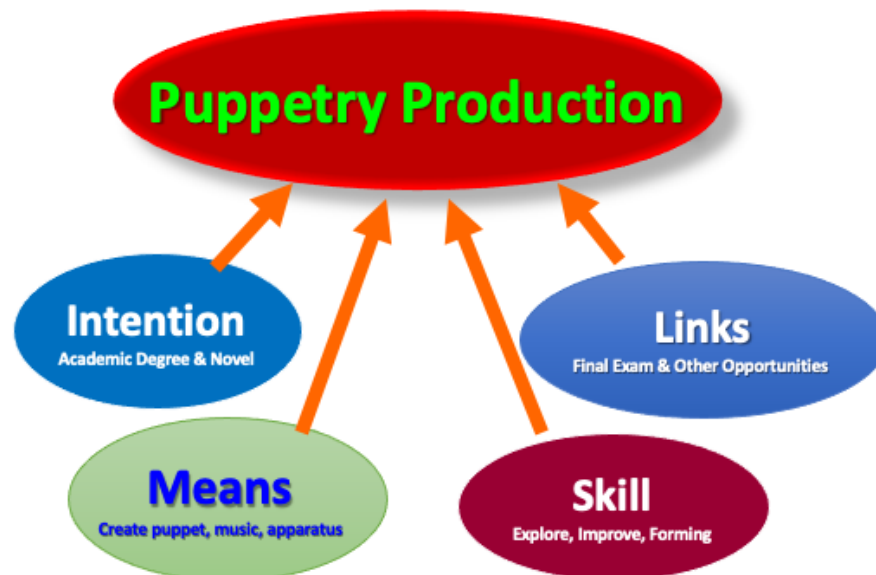 Puppetry Production
Intention
Academic Degree & Novel
Links
Final Exam & Other Opportunities
Means
Create puppet, music, apparatus
Skill
Explore, Improve, Forming